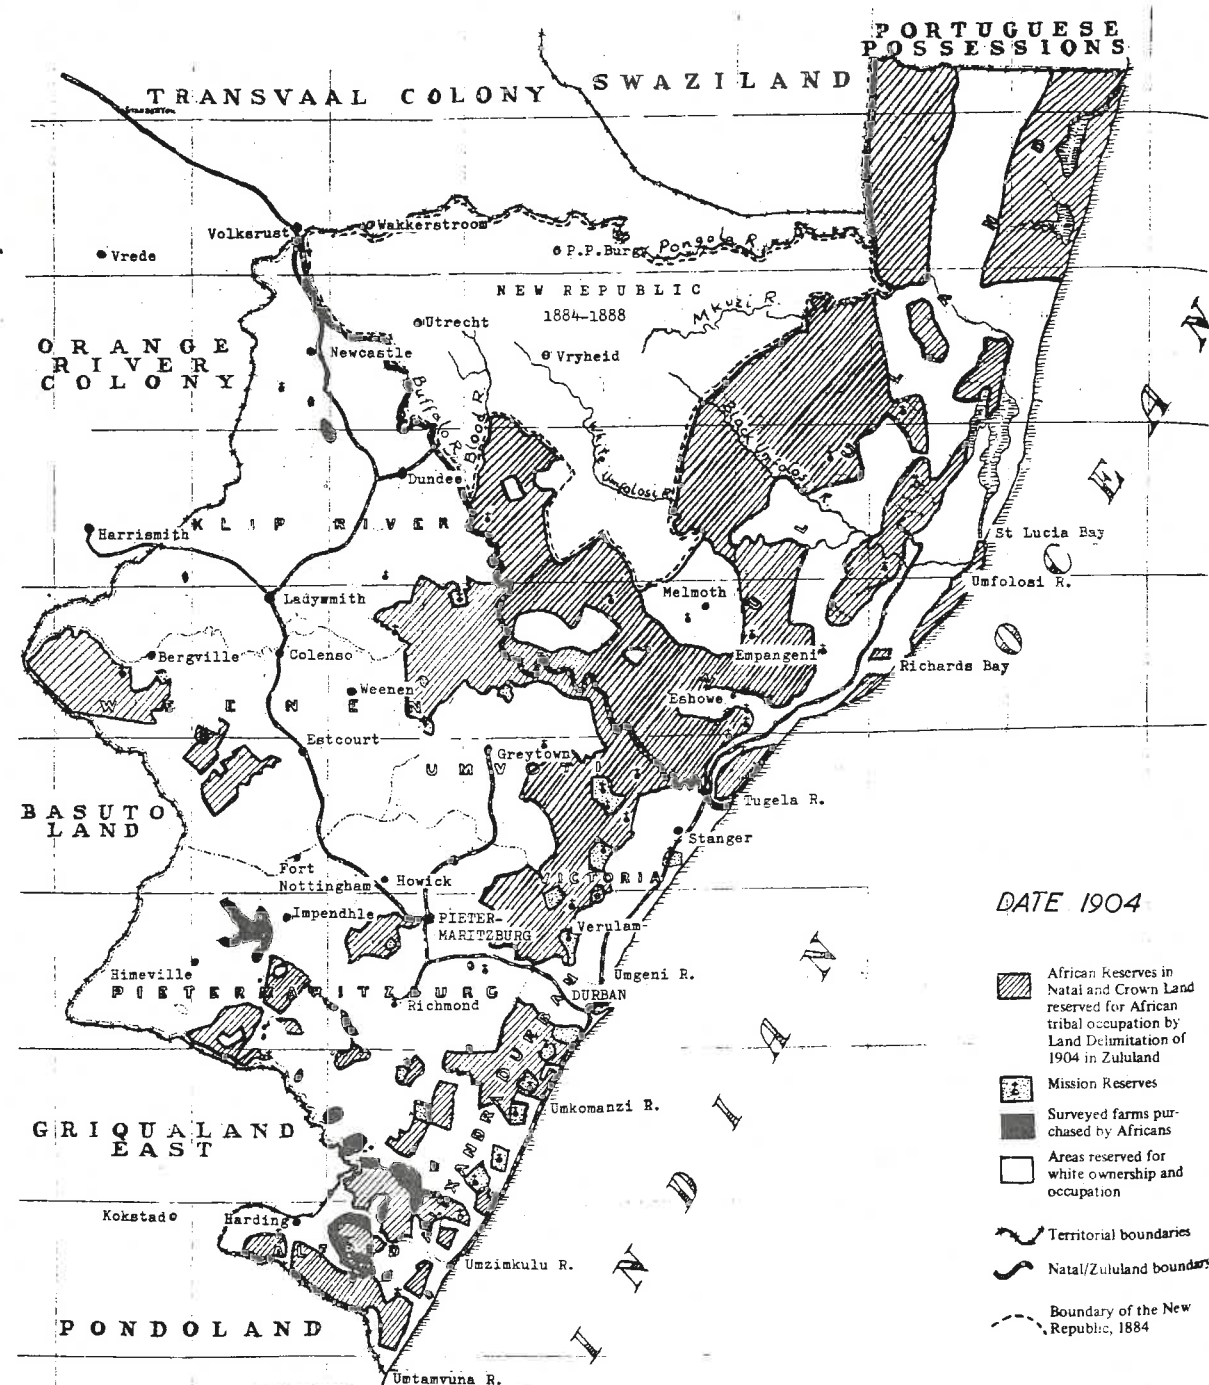 PORTUGUESE
POSSESSIONS
SWAZILAND
TRANSVAAL COLONY
Volksrust
Wakkerstroom
Vrede
P.P.Burg
Pongola R.
NEW REPUBLIC
1884-1888
Mkuzi R.
Utrecht
ORANGE
RIVER
COLONY
Newcastle
Vryheid
Buffalo R.
Blood R.
Black Umfolosi R.
White
Umfolosi R.
ZULULAND
Dundee
KLIP RIVER
Harrismith
St Lucia Bay
Umfolosi R.
Ladysmith
Melmoth
Bergville
Colenso
Empangeni
Richards Bay
Weenen
Eshowe
WEENEN
Estcourt
Greytown
UMVOTI
BASUTO
LAND
Tugela R.
Stanger
Fort
Nottingham
Howick
VICTORIA
Impendhle
PIETER-
MARITZBURG
Verulam
Himeville
Umgeni R.
PIETERMARITZBURG
Richmond
DURBAN
DURBAN
Umkomanzi R.
GRIQUALAND
EAST
ALEXANDRA
Kokstad
Harding
ALFRED
Umzimkulu R.
PONDOLAND
Umtamvuna R.
INDIAN
OCEAN
DATE 1904
African Reserves in
Natal and Crown Land
reserved for African
tribal occupation by
Land Delimitation of
1904 in Zululand
Mission Reserves
Surveyed farms pur-
chased by Africans
Areas reserved for
white ownership and
occupation
Territorial boundaries
Natal/Zululand boundary
Boundary of the New
Republic, 1884